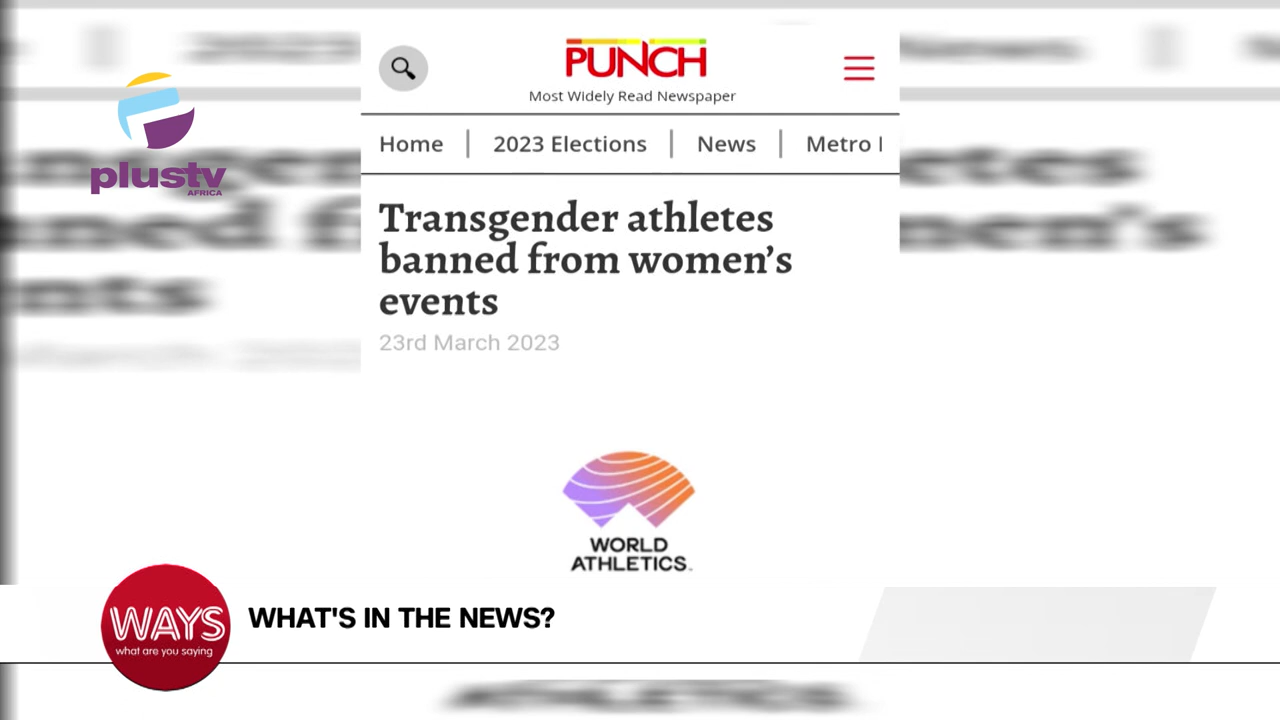 PUNCH
Most Widely Read Newspaper
Home | 2023 Elections | News | Metro
Transgender athletes
banned from women's
events
23rd March 2023
plustv
AFRICA
WORLD
ATHLETICS
WAYS
what are you saying
WHAT'S IN THE NEWS?
ATHLETICS